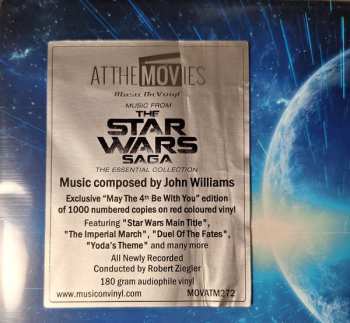 ATTHEMOVIES
Music On Vinyl
MUSIC FROM
THE
STAR
WARS
SAGA
THE ESSENTIAL COLLECTION
Music composed by John Williams
Exclusive "May The 4th Be With You" edition
of 1000 numbered copies on red coloured vinyl
Featuring "Star Wars Main Title",
"The Imperial March", "Duel Of The Fates",
"Yoda's Theme" and many more
All Newly Recorded
Conducted by Robert Ziegler
180 gram audiophile vinyl
www.musiconvinyl.com MOVATM272